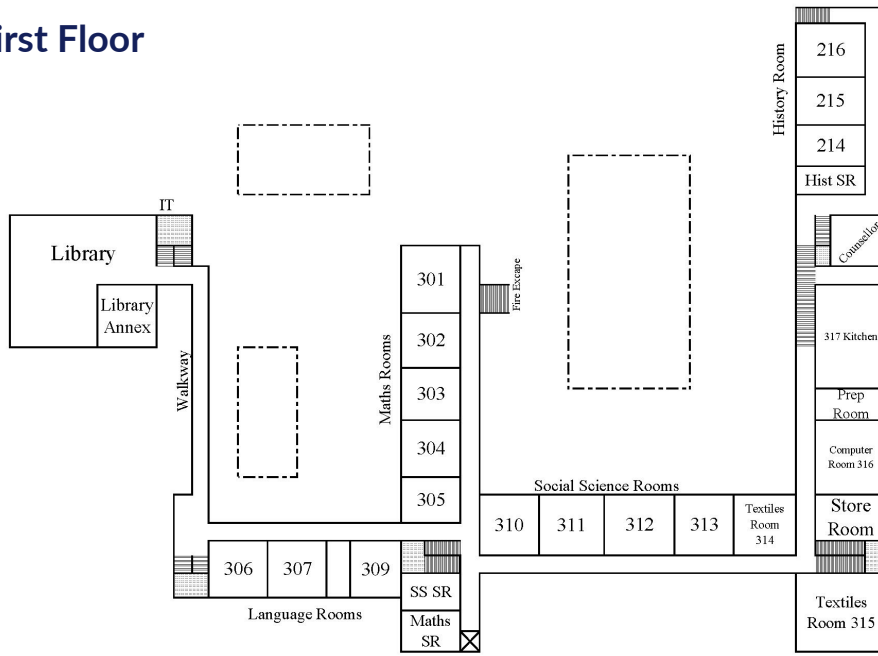 irst Floor
History Room
216
215
214
Hist SR
IT
Library
Library
Annex
Walkway
Counsellor
301
Fire Excape
302
303
304
305
Maths Rooms
317 Kitchen
Prep
Room
Computer
Room 316
Store
Room
Social Science Rooms
310
311
312
313
Textiles
Room
314
306
307
309
Language Rooms
SS SR
Maths
SR
Textiles
Room 315